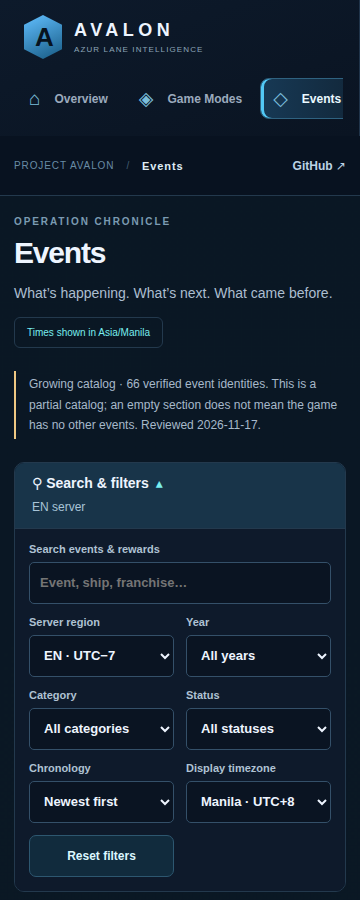 A
AVALON
AZUR LANE INTELLIGENCE
⌂ Overview
◈ Game Modes
◇ Events
PROJECT AVALON / Events
GitHub ↗
OPERATION CHRONICLE
Events
What's happening. What's next. What came before.
Times shown in Asia/Manila
Growing catalog · 66 verified event identities. This is a
partial catalog; an empty section does not mean the game
has no other events. Reviewed 2026-11-17.
⚲ Search & filters ▲
EN server
Search events & rewards
Event, ship, franchise…
Server region
Year
EN · UTC−7
All years
Category
Status
All categories
All statuses
Chronology
Display timezone
Newest first
Manila · UTC+8
Reset filters